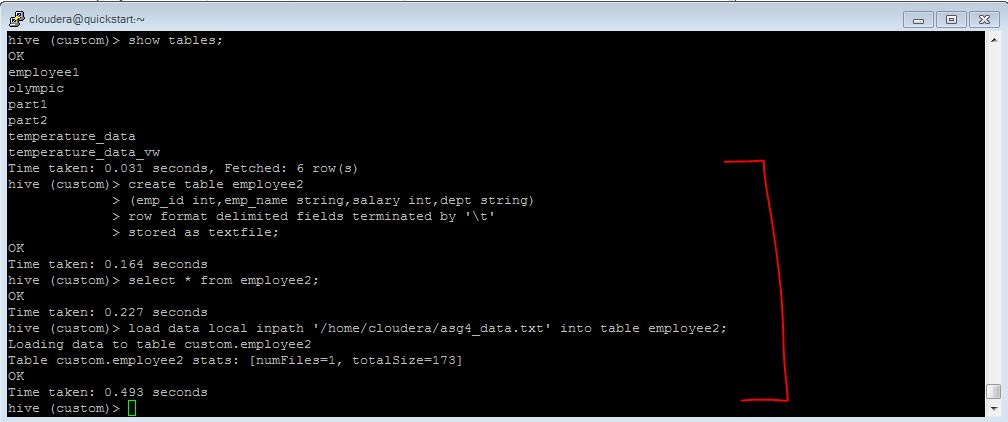 cloudera@quickstart:~
hive (custom)> show tables;
OK
employee1
olympic
part1
part2
temperature_data
temperature_data_vw
Time taken: 0.031 seconds, Fetched: 6 row(s)
hive (custom)> create table employee2
> (emp_id int,emp_name string,salary int,dept string)
> row format delimited fields terminated by '\t'
> stored as textfile;
OK
Time taken: 0.164 seconds
hive (custom)> select * from employee2;
OK
Time taken: 0.227 seconds
hive (custom)> load data local inpath '/home/cloudera/asg4_data.txt' into table employee2;
Loading data to table custom.employee2
Table custom.employee2 stats: [numFiles=1, totalSize=173]
OK
Time taken: 0.493 seconds
hive (custom)>